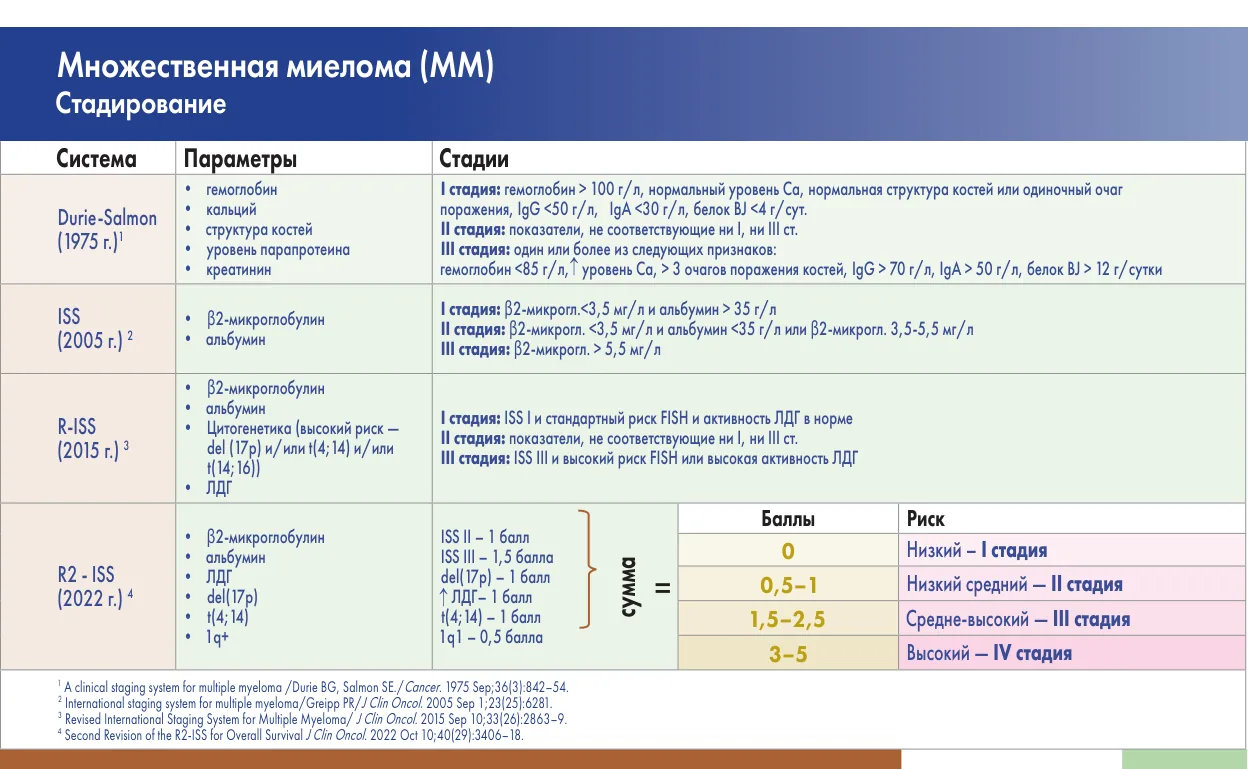 Множественная миелома (ММ)
Стадирование
Система
Параметры
Стадии
Durie-Salmon
(1975 г.)1
• гемоглобин
• кальций
• структура костей
• уровень парапротеина
• креатинин
I стадия: гемоглобин > 100 г/л, нормальный уровень Ca, нормальная структура костей или одиночный очаг
поражения, IgG <50 г/л, IgA <30 г/л, белок BJ <4 г/сут.
II стадия: показатели, не соответствующие ни I, ни III ст.
III стадия: один или более из следующих признаков:
гемоглобин <85 г/л,↑ уровень Ca, > 3 очагов поражения костей, IgG > 70 г/л, IgA > 50 г/л, белок BJ > 12 г/сутки
ISS
(2005 г.) 2
• β2-микроглобулин
• альбумин
I стадия: β2-микрогл.<3,5 мг/л и альбумин > 35 г/л
II стадия: β2-микрогл. <3,5 мг/л и альбумин <35 г/л или β2-микрогл. 3,5-5,5 мг/л
III стадия: β2-микрогл. > 5,5 мг/л
R-ISS
(2015 г.) 3
• β2-микроглобулин
• альбумин
• Цитогенетика (высокий риск —
del (17p) и/или t(4;14) и/или
t(14;16))
• ЛДГ
I стадия: ISS I и стандартный риск FISH и активность ЛДГ в норме
II стадия: показатели, не соответствующие ни I, ни III ст.
III стадия: ISS III и высокий риск FISH или высокая активность ЛДГ
R2 - ISS
(2022 г.) 4
• β2-микроглобулин
• альбумин
• ЛДГ
• del(17p)
• t(4;14)
• 1q+
ISS II – 1 балл
ISS III – 1,5 балла
del(17p) – 1 балл
↑ ЛДГ– 1 балл
t(4;14) – 1 балл
1q1 – 0,5 балла
сумма
=
Баллы
Риск
0
Низкий – I стадия
0,5–1
Низкий средний — II стадия
1,5–2,5
Средне-высокий — III стадия
3–5
Высокий — IV стадия
1 A clinical staging system for multiple myeloma /Durie BG, Salmon SE./Cancer. 1975 Sep;36(3):842–54.
2 International staging system for multiple myeloma/Greipp PR/J Clin Oncol. 2005 Sep 1;23(25):6281.
3 Revised International Staging System for Multiple Myeloma/ J Clin Oncol. 2015 Sep 10;33(26):2863–9.
4 Second Revision of the R2-ISS for Overall Survival J Clin Oncol. 2022 Oct 10;40(29):3406–18.